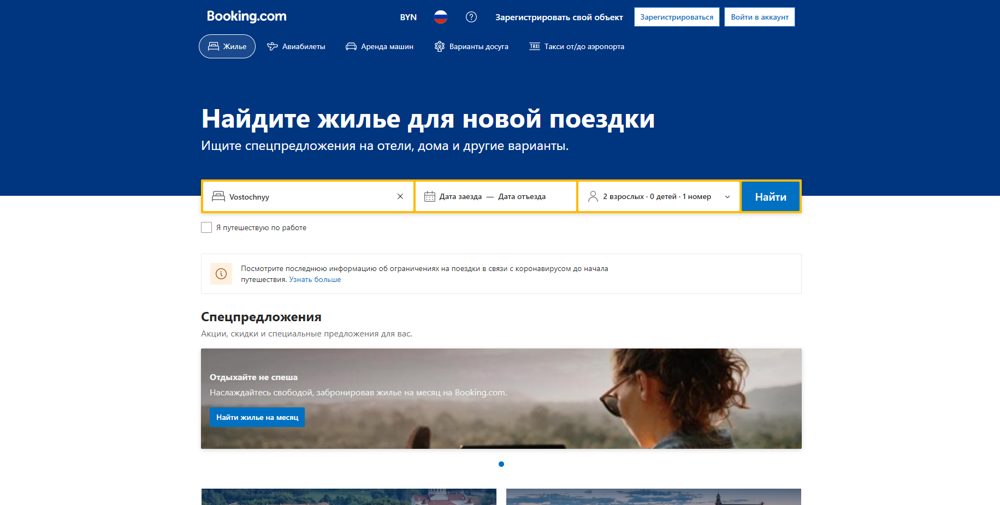 Booking.com
BYN
Зарегистрировать свой объект
Зарегистрироваться
Войти в аккаунт
Жилье
Авиабилеты
Аренда машин
Варианты досуга
TAXI Такси от/до аэропорта
Найдите жилье для новой поездки
Ищите спецпредложения на отели, дома и другие варианты.
Vostochnyy
Дата заезда — Дата отъезда
2 взрослых · 0 детей · 1 номер
Найти
Я путешествую по работе
Посмотрите последнюю информацию об ограничениях на поездки в связи с коронавирусом до начала
путешествия. Узнать больше
Спецпредложения
Акции, скидки и специальные предложения для вас.
Отдыхайте не спеша
Наслаждайтесь свободой, забронировав жилье на месяц на Booking.com.
Найти жилье на месяц